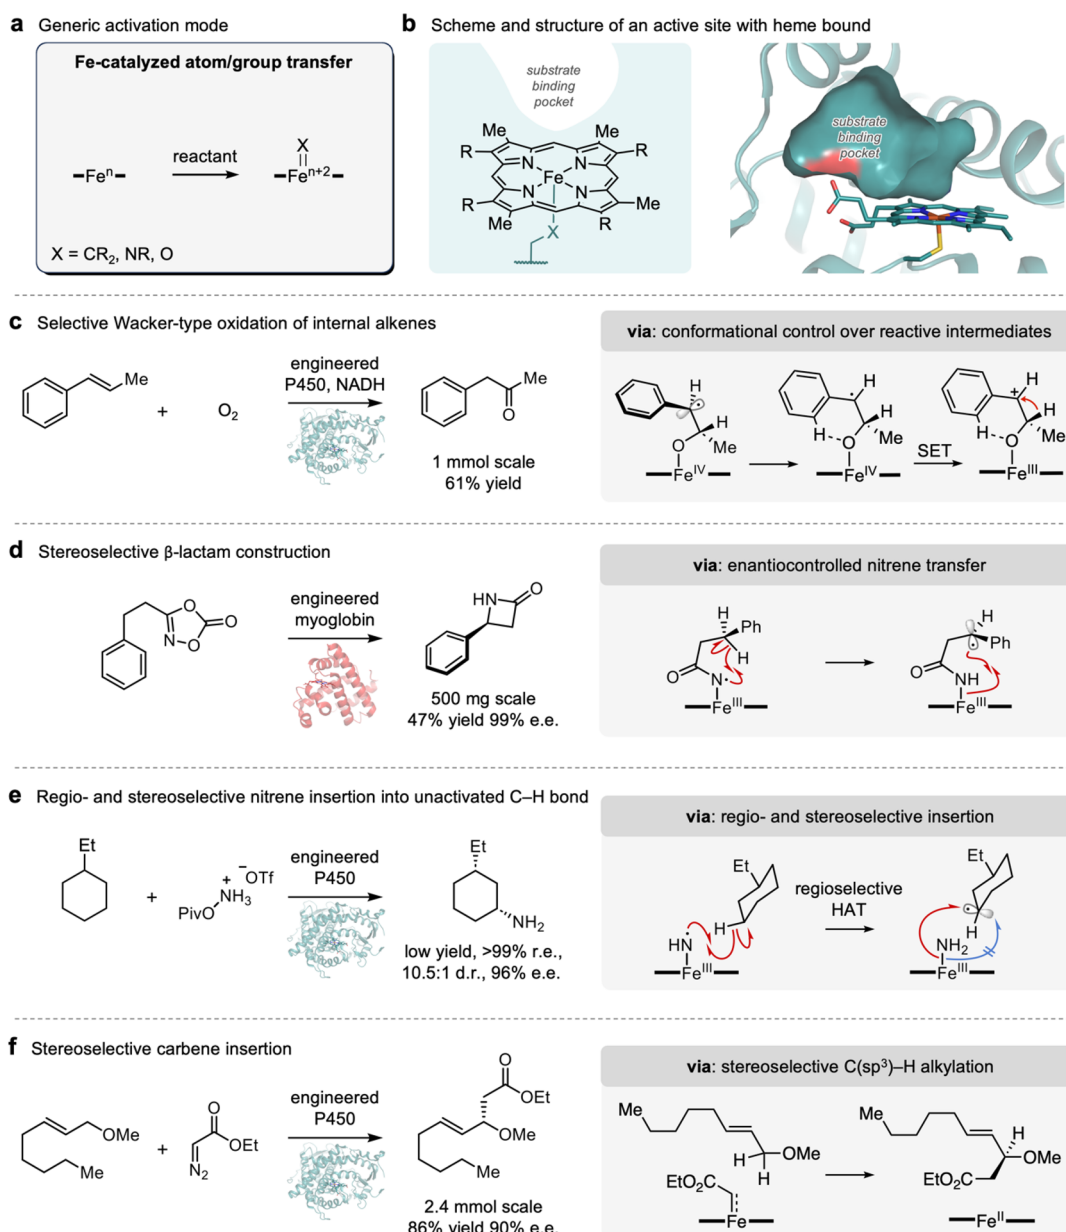 a Generic activation mode
Fe-catalyzed atom/group transfer
X
reactant
Feⁿ
Feⁿ⁺²
X = CR₂, NR, O
b Scheme and structure of an active site with heme bound
substrate
binding
pocket
Me
Me
R
R
N
N
Fe
N
N
R
Me
Me
R
X
substrate
binding
pocket
c Selective Wacker-type oxidation of internal alkenes
Me
+
O₂
engineered
P450, NADH
Me
O
1 mmol scale
61% yield
via: conformational control over reactive intermediates
H
H
Me
O
Feᴵⱽ
H
H
H
Me
O
Feᴵⱽ
SET
+
H
H
H
Me
O
Feᴵᴵᴵ
d Stereoselective β-lactam construction
O
O
N
O
engineered
myoglobin
HN
O
500 mg scale
47% yield 99% e.e.
via: enantiocontrolled nitrene transfer
H
Ph
H
O
N
Feᴵᴵᴵ
H
Ph
O
NH
Feᴵᴵᴵ
e Regio- and stereoselective nitrene insertion into unactivated C–H bond
Et
+
+ −
OTf
NH₃
PivO
engineered
P450
Et
NH₂
low yield, >99% r.e.,
10.5:1 d.r., 96% e.e.
via: regio- and stereoselective insertion
Et
H
HN
Feᴵᴵᴵ
regioselective
HAT
Et
H
NH₂
Feᴵᴵᴵ
f Stereoselective carbene insertion
OMe
Me
+
O
OEt
N₂
engineered
P450
O
OEt
OMe
Me
2.4 mmol scale
86% yield 90% e.e.
via: stereoselective C(sp³)–H alkylation
Me
OMe
H
H
EtO₂C
Fe
Me
H
OMe
EtO₂C
Feᴵᴵ